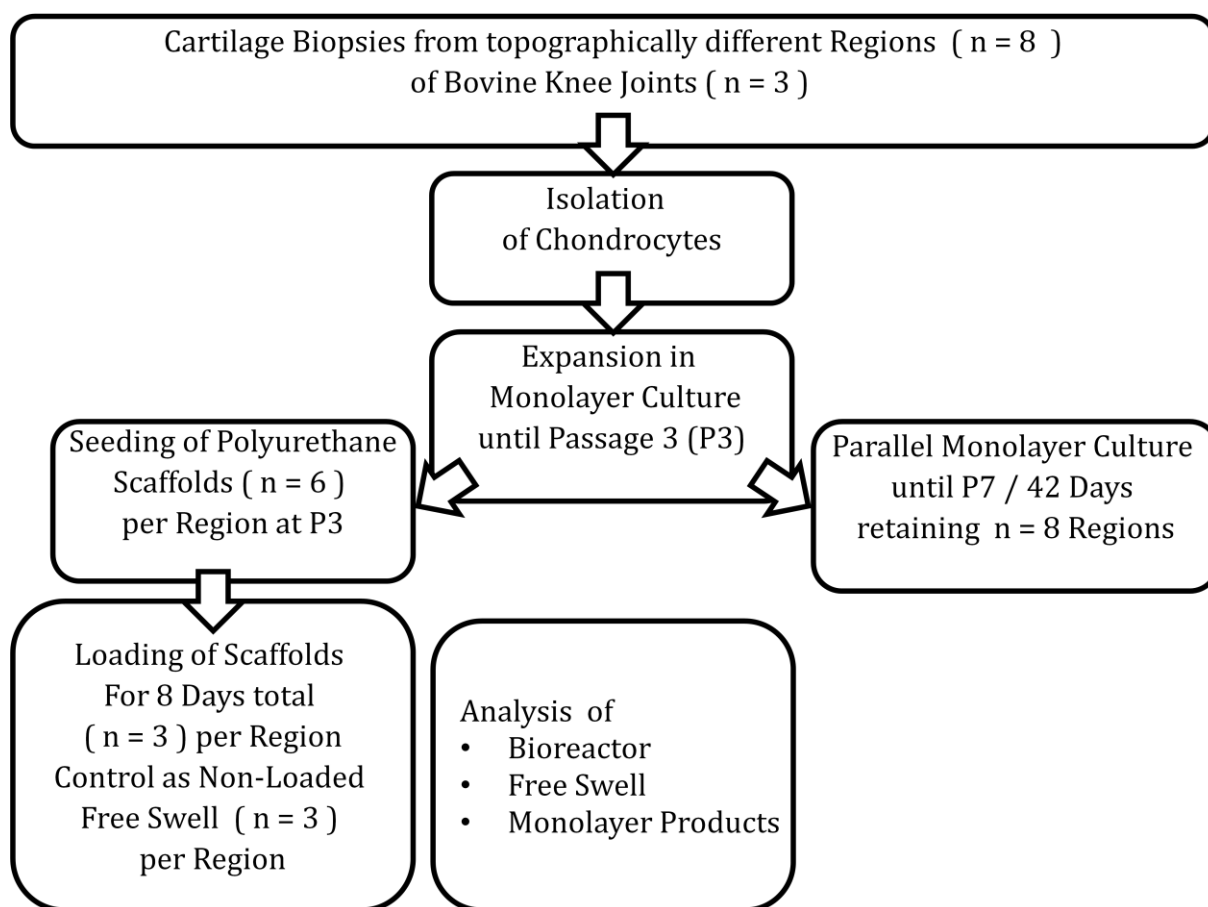 Cartilage Biopsies from topographically different Regions ( n = 8 )
of Bovine Knee Joints ( n = 3 )
Isolation
of Chondrocytes
Expansion in
Monolayer Culture
until Passage 3 (P3)
Seeding of Polyurethane
Scaffolds ( n = 6 )
per Region at P3
Parallel Monolayer Culture
until P7 / 42 Days
retaining n = 8 Regions
Loading of Scaffolds
For 8 Days total
( n = 3 ) per Region
Control as Non-Loaded
Free Swell ( n = 3 )
per Region
Analysis of
• Bioreactor
• Free Swell
• Monolayer Products